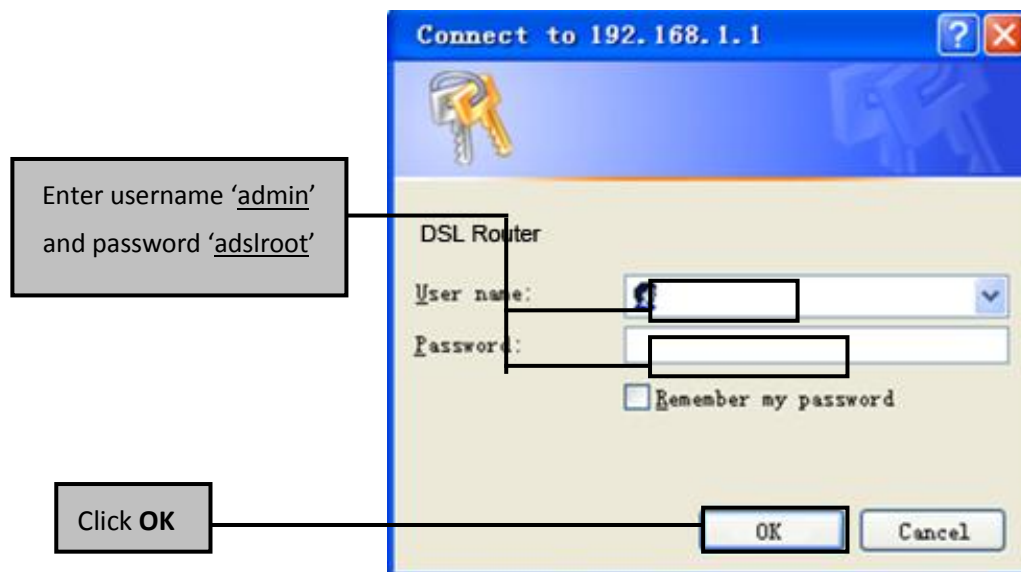 Connect to 192.168.1.1
Enter username ‘admin’
and password ‘adslroot’
DSL Router
User name:
Password:
Remember my password
Click OK
OK
Cancel